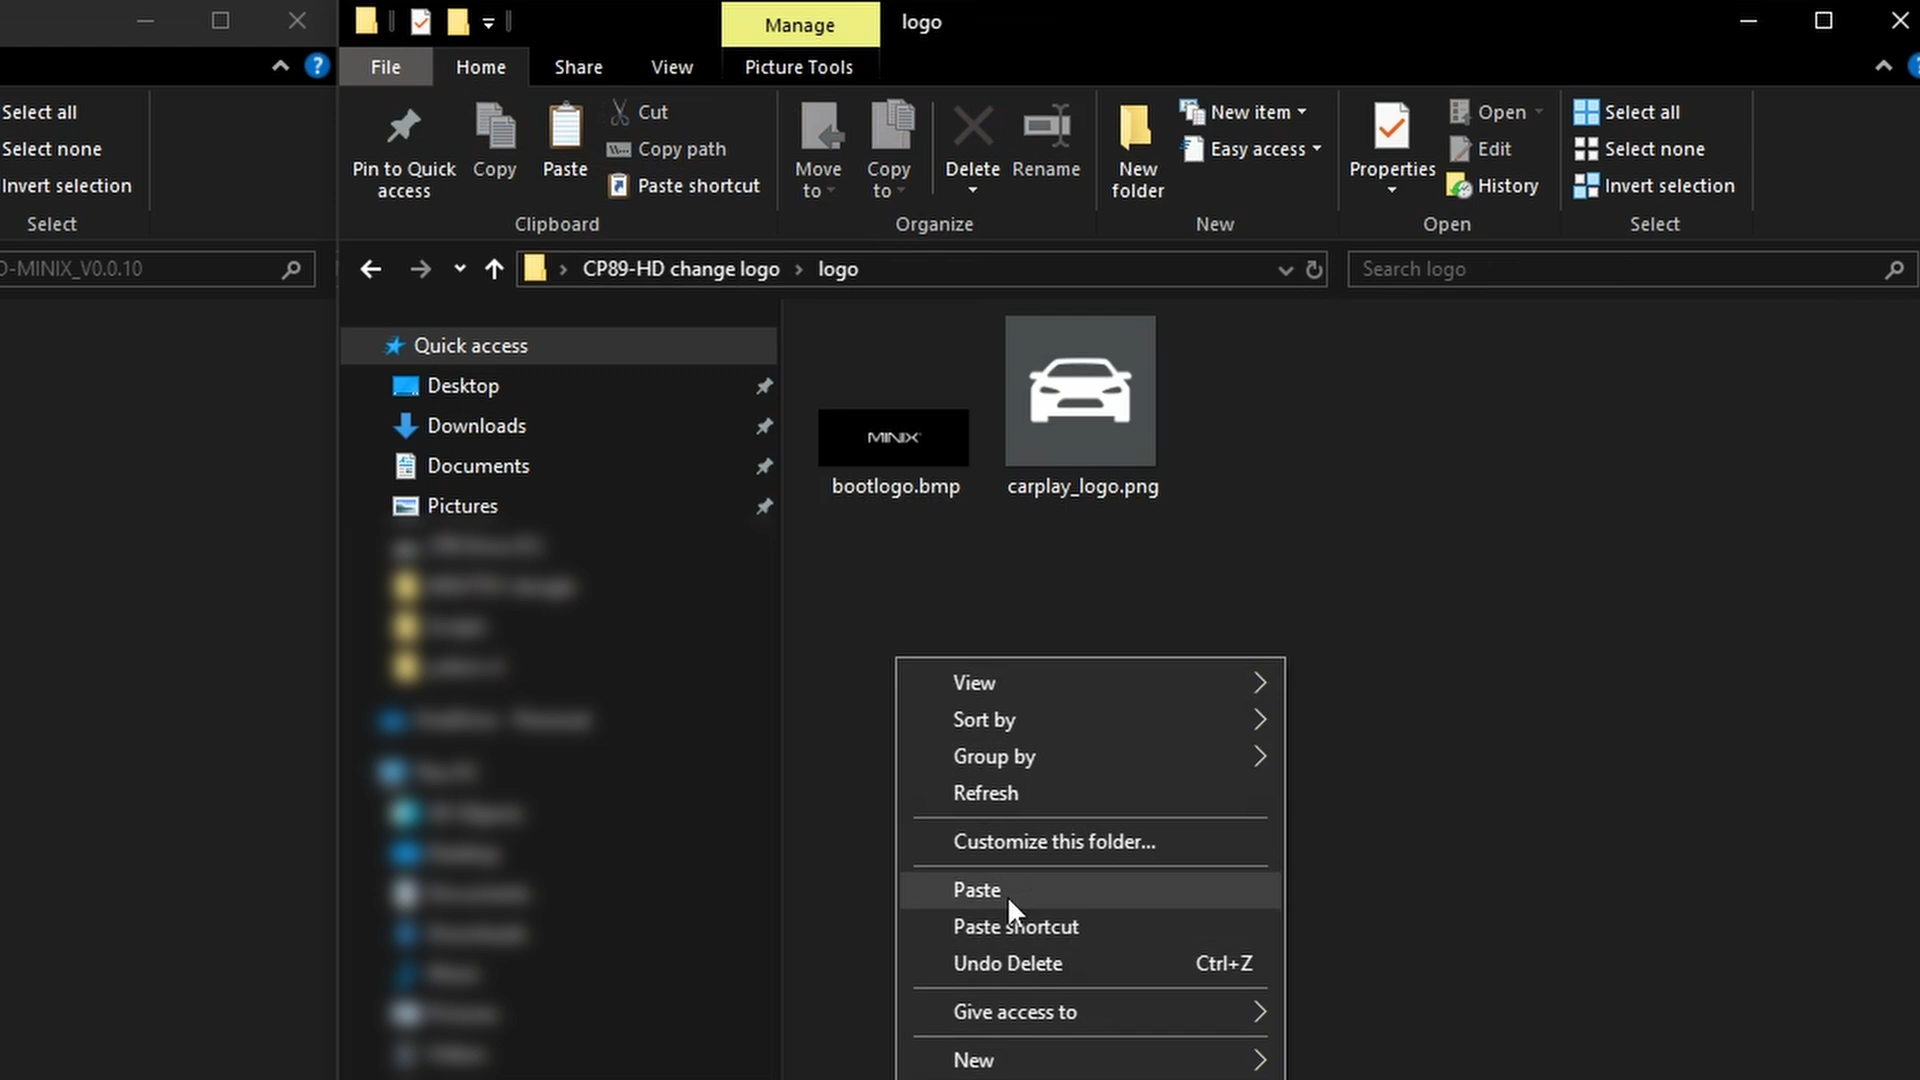 Select all
Select none
Invert selection
Select
D-MINIX_V0.0.10
Manage
logo
File
Home
Share
View
Picture Tools
Pin to Quick access
Copy
Paste
Cut
Copy path
Paste shortcut
Clipboard
Move to
Copy to
Delete
Rename
Organize
New folder
New item
Easy access
New
Properties
Open
Edit
History
Open
Select all
Select none
Invert selection
Select
CP89-HD change logo > logo
Search logo
Quick access
Desktop
Downloads
Documents
Pictures
MINIX
bootlogo.bmp
carplay_logo.png
View
Sort by
Group by
Refresh
Customize this folder...
Paste
Paste shortcut
Undo Delete Ctrl+Z
Give access to
New